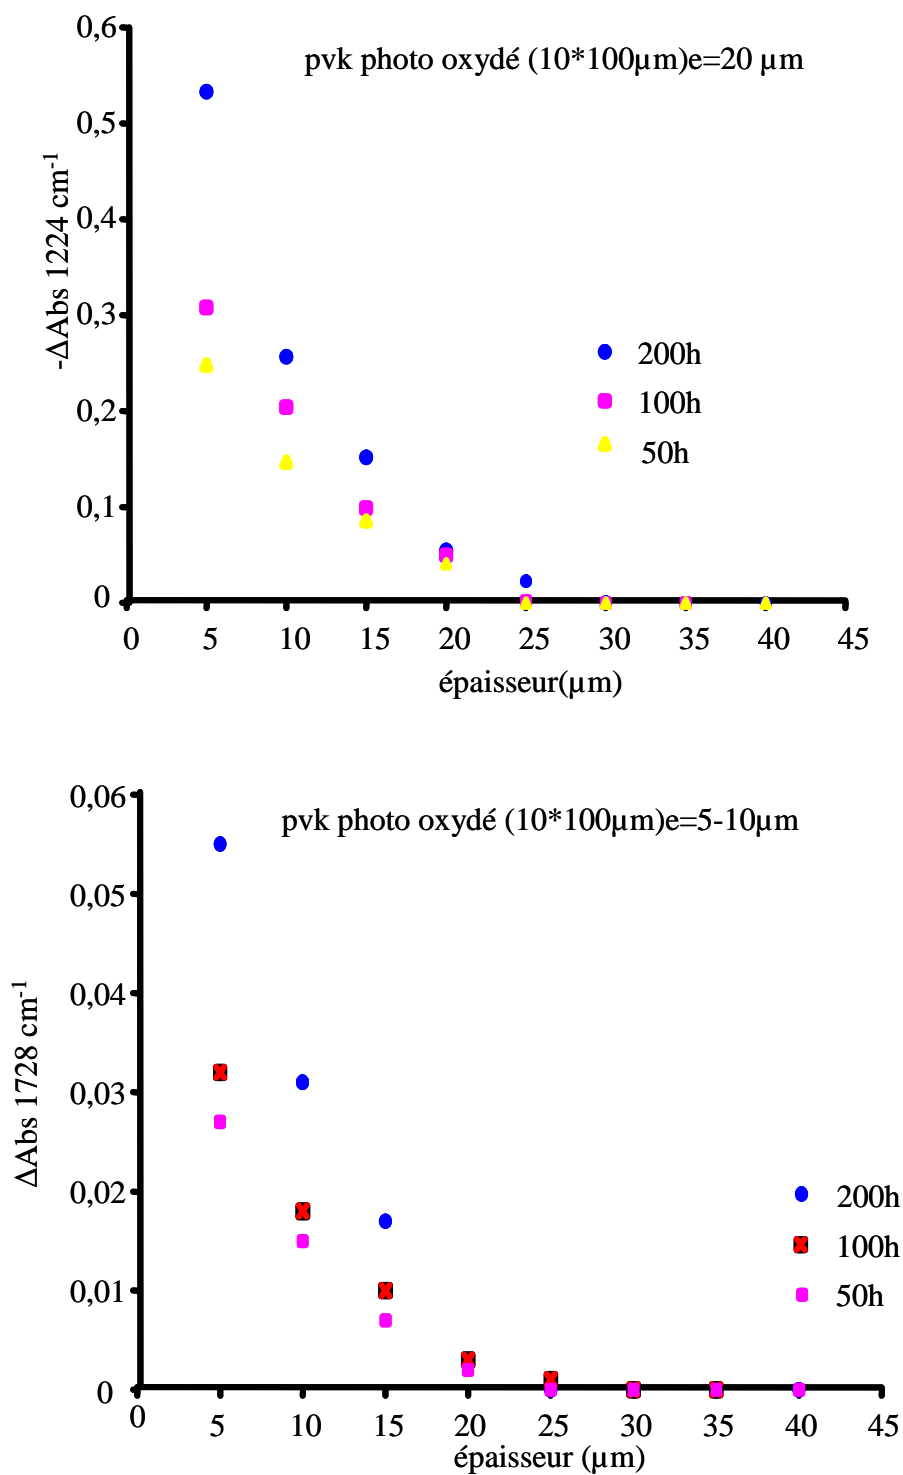 0,6
pvk photo oxydé (10*100µm)e=20 µm
0,5
0,4
0,3
0,2
0,1
0
-ΔAbs 1224 cm-1
200h
100h
50h
0 5 10 15 20 25 30 35 40 45
épaisseur(µm)
0,06
pvk photo oxydé (10*100µm)e=5-10µm
0,05
0,04
0,03
0,02
0,01
0
ΔAbs 1728 cm-1
200h
100h
50h
0 5 10 15 20 25 30 35 40 45
épaisseur (µm)